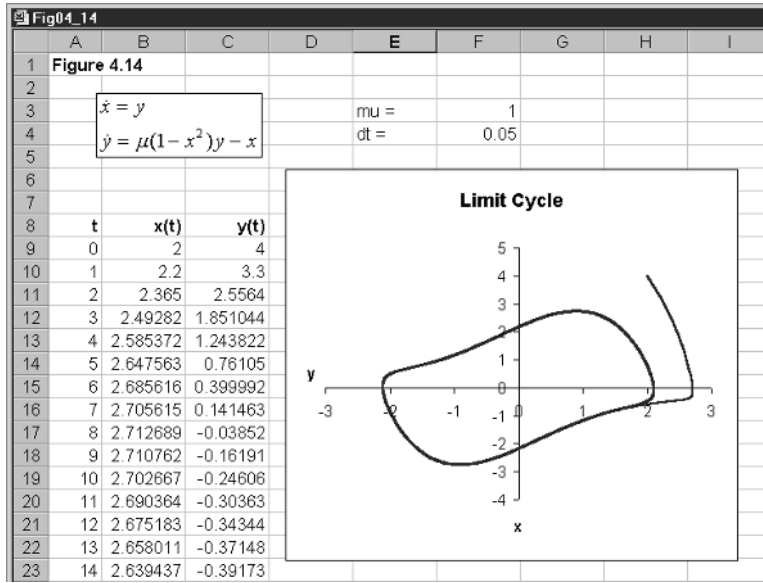 Fig04_14
A B C D E F G H I
1 Figure 4.14
2
3 ẋ = y mu = 1
4 ẏ = μ(1− x²)y − x dt = 0.05
5
6
7 Limit Cycle
8 t x(t) y(t)
9 0 2 4
10 1 2.2 3.3
11 2 2.365 2.5564
12 3 2.49282 1.851044
13 4 2.585372 1.243822
14 5 2.647563 0.76105
15 6 2.685616 0.399992
16 7 2.705615 0.141463
17 8 2.712689 -0.03852
18 9 2.710762 -0.16191
19 10 2.702667 -0.24606
20 11 2.690364 -0.30363
21 12 2.675183 -0.34344
22 13 2.658011 -0.37148
23 14 2.639437 -0.39173
5
4
3
2
1
0
-1
-2
-3
-4
y
-3 -2 -1 0 1 2 3
x